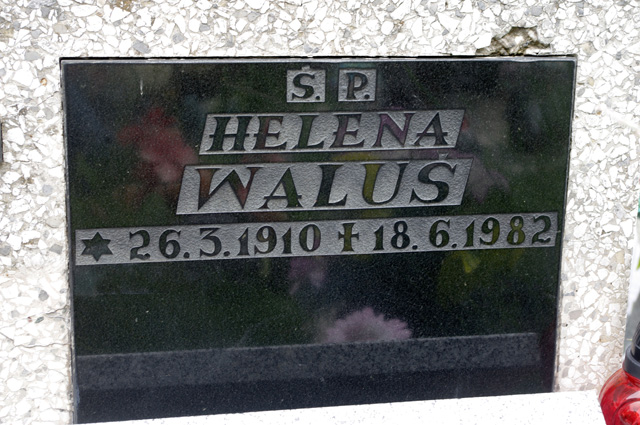 Ś. P.
HELENA
WALUŚ
✶ 26.3.1910 ✝ 18.6.1982